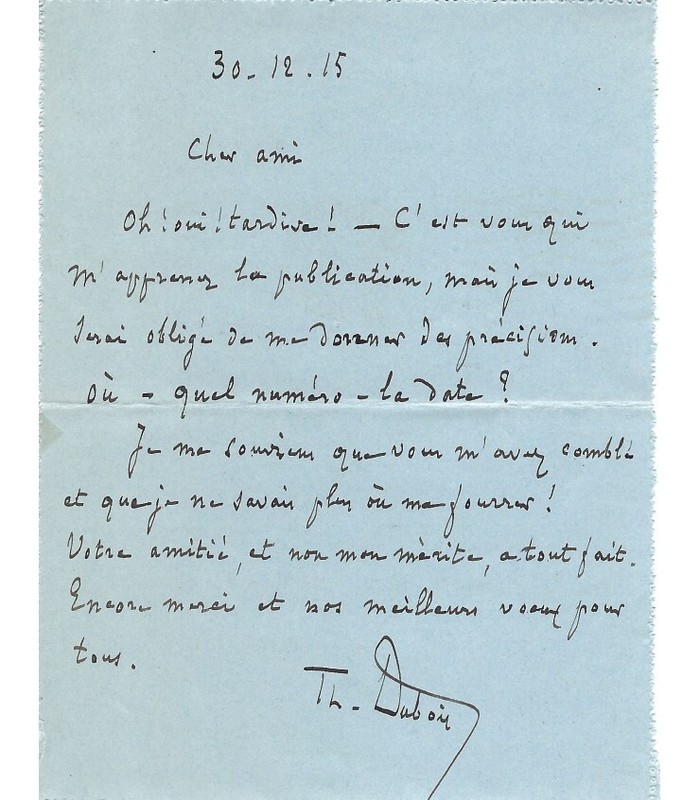 30-12.15
Cher ami
Oh! oui! tardive! — C'est vous qui
m'apprenez la publication, mais je vous
serai obligé de me donner des précisions.
Où - quel numéro - la date?
Je me souviens que vous m'avez comblé
et que je ne savais plus où me fourrer!
Votre amitié, et non mon mérite, a tout fait.
Encore merci et nos meilleurs voeux pour
tous.
Th. Dubois